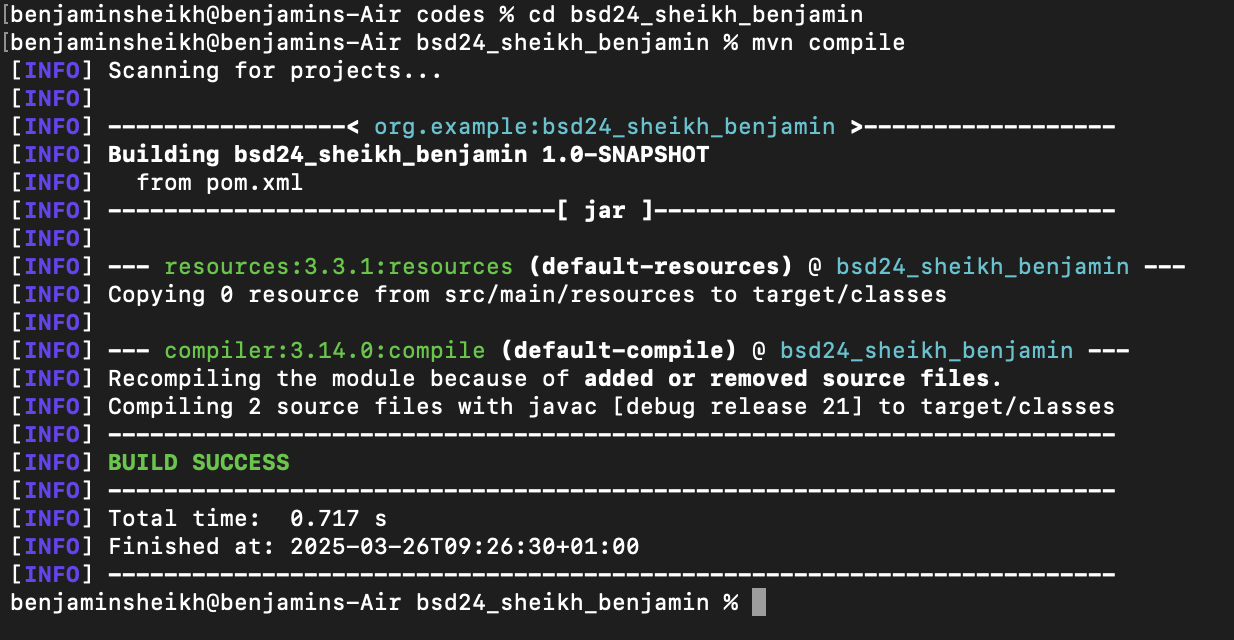 [benjaminsheikh@benjamins-Air codes % cd bsd24_sheikh_benjamin
[benjaminsheikh@benjamins-Air bsd24_sheikh_benjamin % mvn compile
[INFO] Scanning for projects...
[INFO]
[INFO] -----------------< org.example:bsd24_sheikh_benjamin >------------------
[INFO] Building bsd24_sheikh_benjamin 1.0-SNAPSHOT
[INFO]   from pom.xml
[INFO] --------------------------------[ jar ]---------------------------------
[INFO]
[INFO] --- resources:3.3.1:resources (default-resources) @ bsd24_sheikh_benjamin ---
[INFO] Copying 0 resource from src/main/resources to target/classes
[INFO]
[INFO] --- compiler:3.14.0:compile (default-compile) @ bsd24_sheikh_benjamin ---
[INFO] Recompiling the module because of added or removed source files.
[INFO] Compiling 2 source files with javac [debug release 21] to target/classes
[INFO] ------------------------------------------------------------------------
[INFO] BUILD SUCCESS
[INFO] ------------------------------------------------------------------------
[INFO] Total time:  0.717 s
[INFO] Finished at: 2025-03-26T09:26:30+01:00
[INFO] ------------------------------------------------------------------------
benjaminsheikh@benjamins-Air bsd24_sheikh_benjamin %